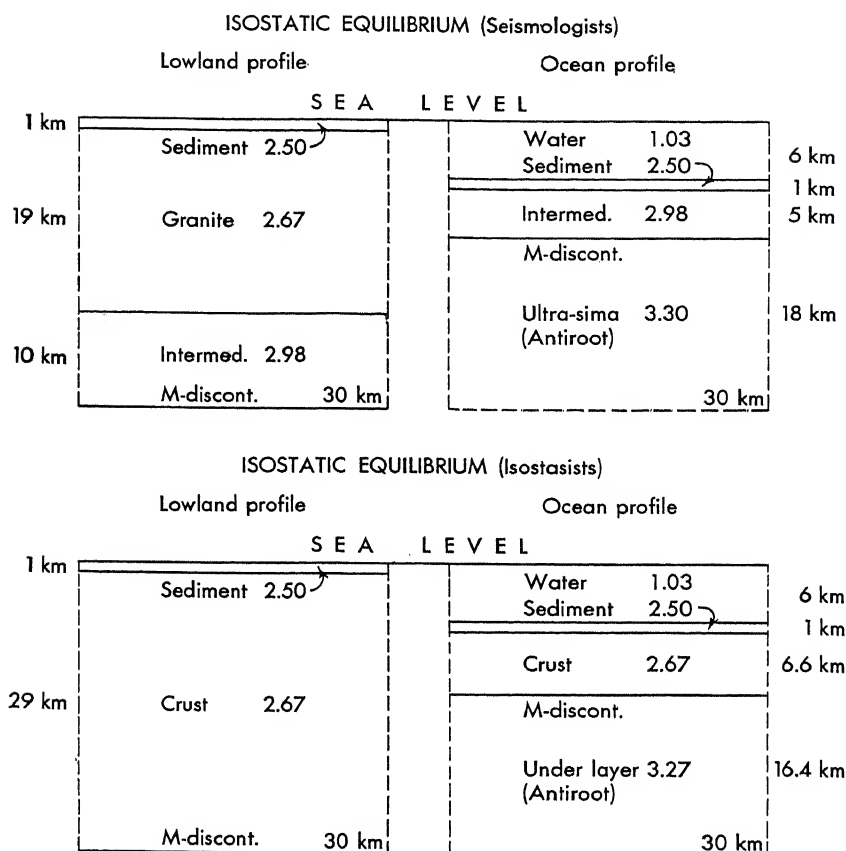 ISOSTATIC EQUILIBRIUM (Seismologists)
Lowland profile Ocean profile
SEA LEVEL
1 km
Sediment 2.50
19 km
Granite 2.67
10 km
Intermed. 2.98
M-discont. 30 km
Water 1.03
6 km
Sediment 2.50
1 km
Intermed. 2.98
5 km
M-discont.
Ultra-sima 3.30
18 km
(Antiroot)
30 km
ISOSTATIC EQUILIBRIUM (Isostasists)
Lowland profile Ocean profile
SEA LEVEL
1 km
Sediment 2.50
29 km
Crust 2.67
M-discont. 30 km
Water 1.03
6 km
Sediment 2.50
1 km
Crust 2.67
6.6 km
M-discont.
Under layer 3.27
16.4 km
(Antiroot)
30 km